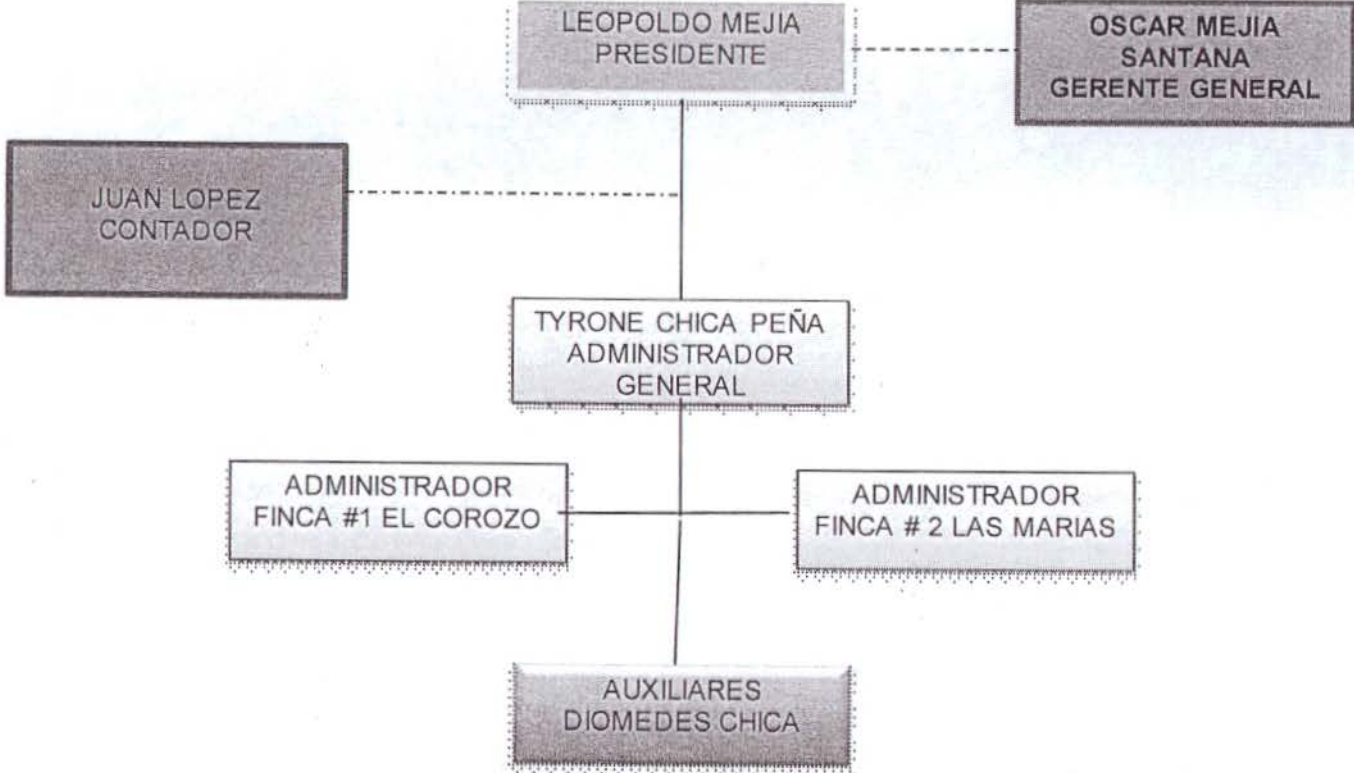 LEOPOLDO MEJIA
PRESIDENTE
OSCAR MEJIA
SANTANA
GERENTE GENERAL
JUAN LOPEZ
CONTADOR
TYRONE CHICA PEÑA
ADMINISTRADOR
GENERAL
ADMINISTRADOR
FINCA #1 EL COROZO
ADMINISTRADOR
FINCA # 2 LAS MARIAS
AUXILIARES
DIOMEDES CHICA